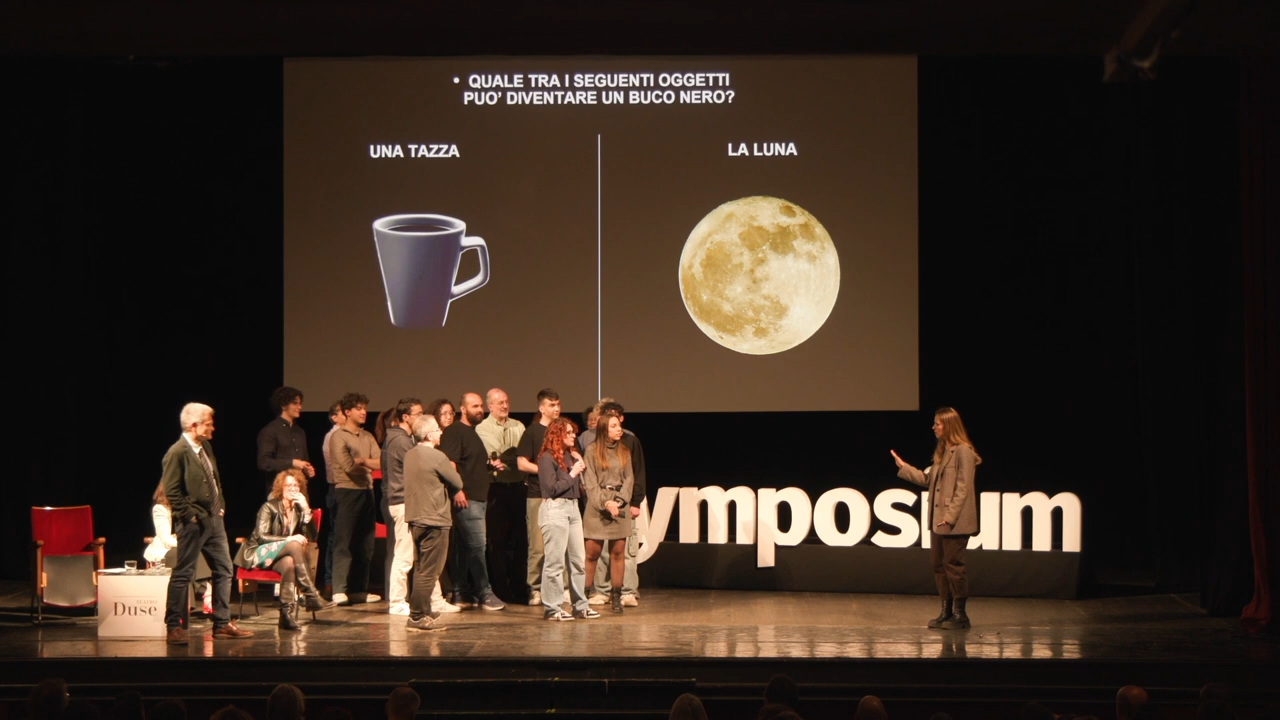 • QUALE TRA I SEGUENTI OGGETTI
PUO' DIVENTARE UN BUCO NERO?
UNA TAZZA
LA LUNA
ymposium
Duse